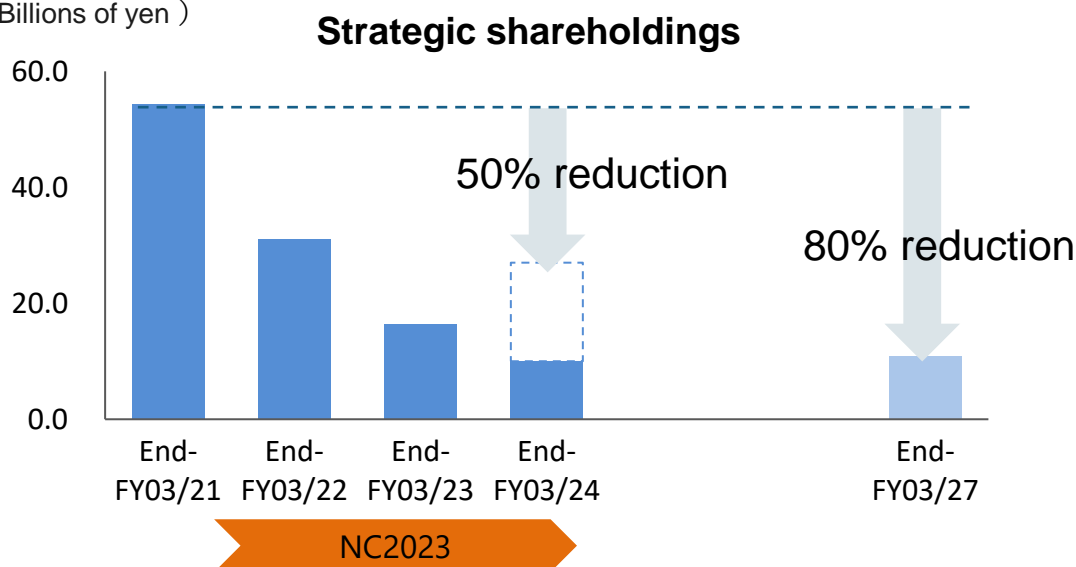 Billions of yen ）
Strategic shareholdings
60.0
40.0
20.0
0.0
50% reduction
80% reduction
End-
FY03/21
End-
FY03/22
End-
FY03/23
End-
FY03/24
End-
FY03/27
NC2023